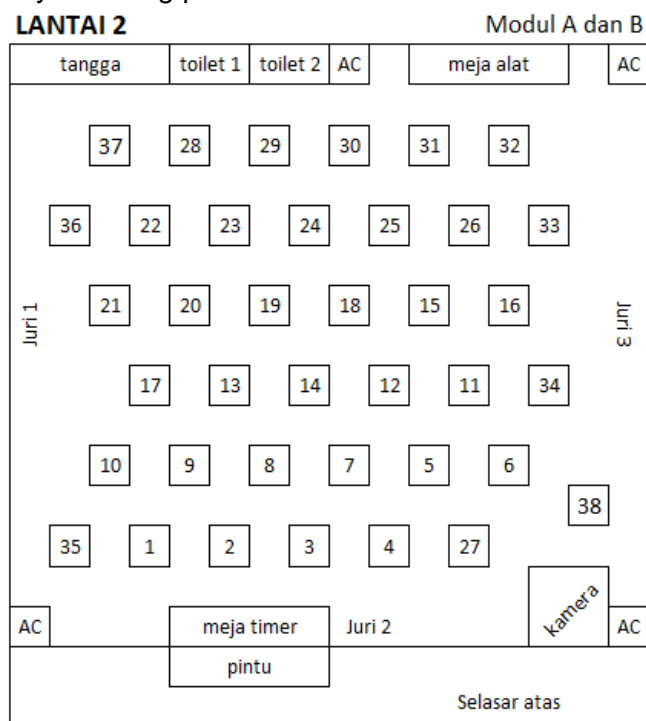 LANTAI 2 Modul A dan B
tangga toilet 1 toilet 2 AC meja alat AC
37 28 29 30 31 32
36 22 23 24 25 26 33
21 20 19 18 15 16
Juri 1
Juri 3
17 13 14 12 11 34
10 9 8 7 5 6
38
35 1 2 3 4 27
kamera
AC meja timer Juri 2 AC
pintu
Selasar atas